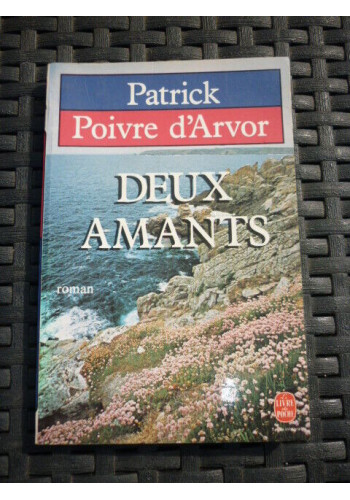 Patrick
Poivre d'Arvor
DEUX
AMANTS
roman
LE LIVRE
DE POCHE